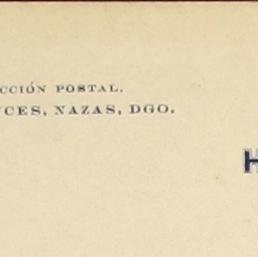 CCIÓN POSTAL.
CES, NAZAS, DGO.
H